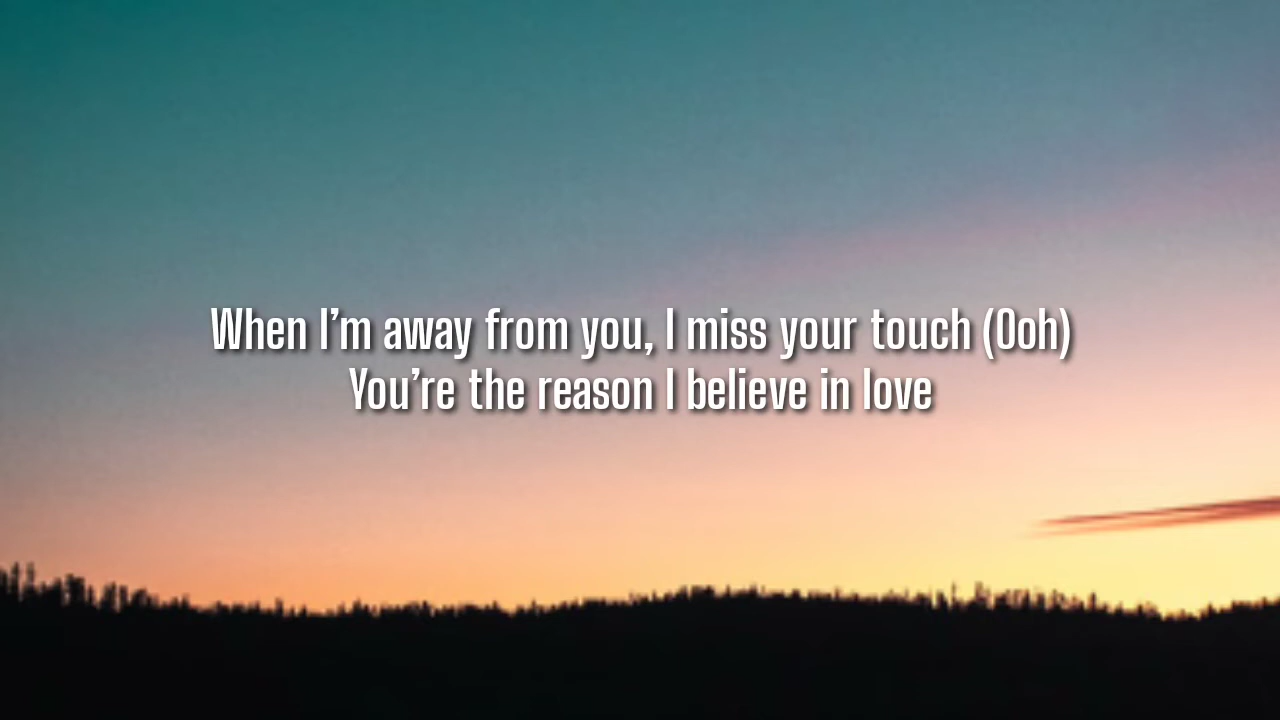 When I’m away from you, I miss your touch (Ooh)
You’re the reason I believe in love